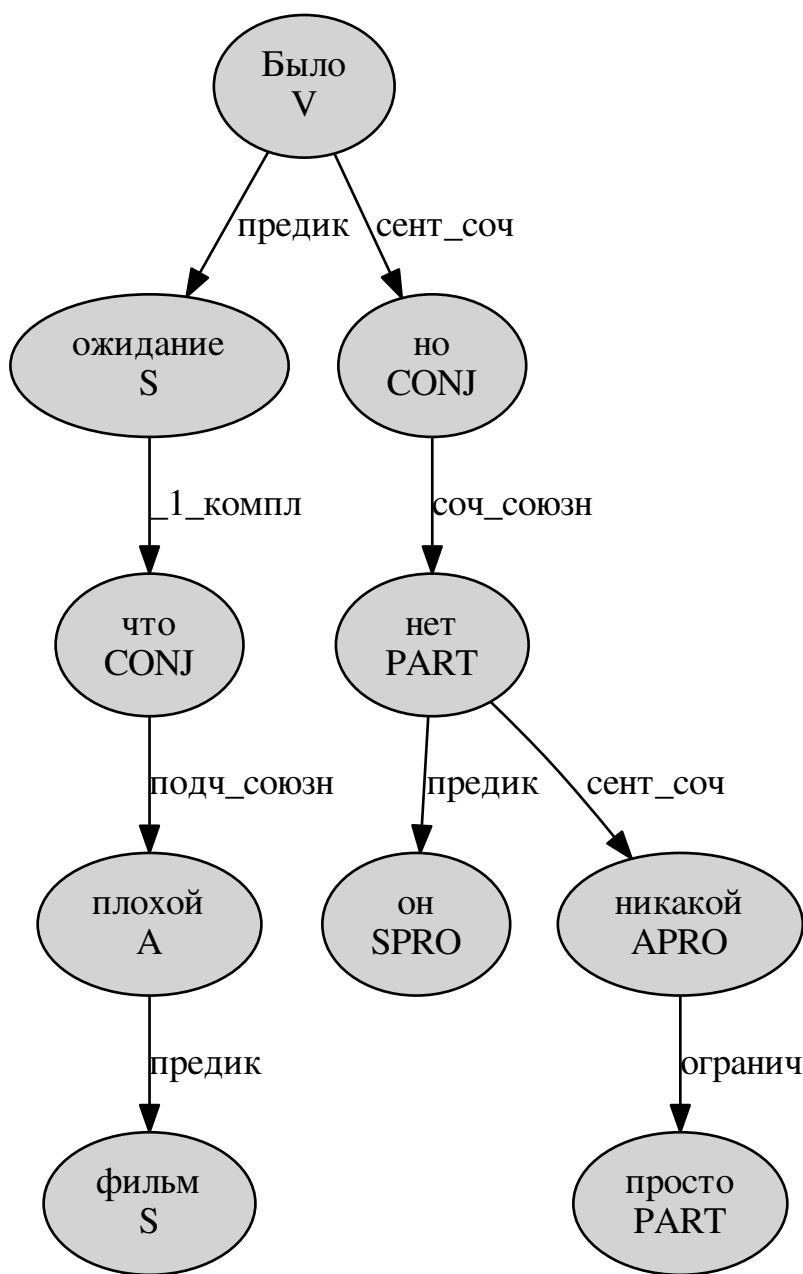 Было
V
предик
сент_соч
ожидание
S
но
CONJ
_1_компл
соч_союзн
что
CONJ
нет
PART
подч_союзн
предик
сент_соч
плохой
A
он
SPRO
никакой
APRO
предик
огранич
фильм
S
просто
PART